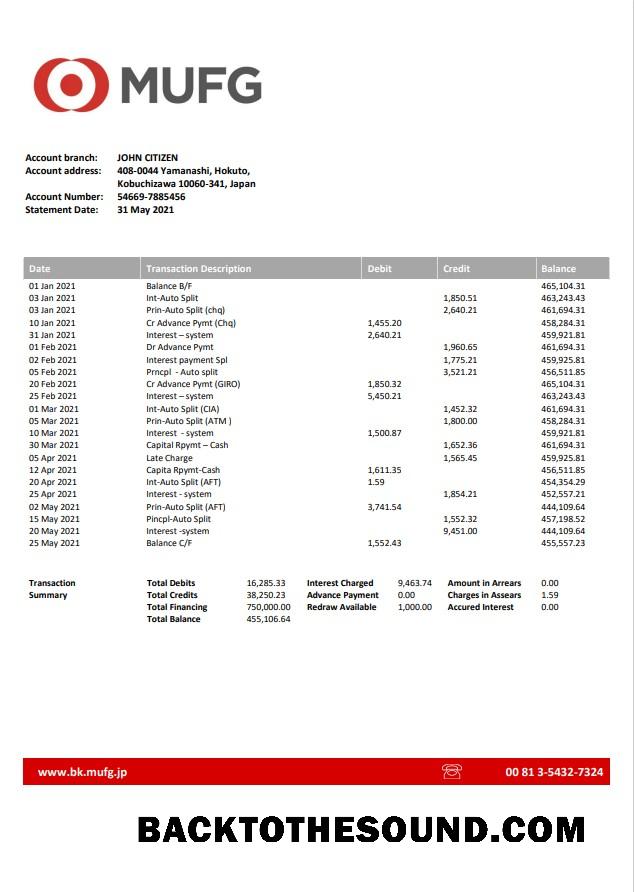 MUFG
Account branch: JOHN CITIZEN
Account address: 408-0044 Yamanashi, Hokuto,
Kobuchizawa 10060-341, Japan
Account Number: 54669-7885456
Statement Date: 31 May 2021
Date Transaction Description Debit Credit Balance
01 Jan 2021 Balance B/F 465,104.31
03 Jan 2021 Int-Auto Split 1,850.51 463,243.43
03 Jan 2021 Prin-Auto Split (chq) 2,640.21 461,694.31
10 Jan 2021 Cr Advance Pymt (Chq) 1,455.20 458,284.31
31 Jan 2021 Interest – system 2,640.21 459,921.81
01 Feb 2021 Dr Advance Pymt 1,960.65 461,694.31
02 Feb 2021 Interest payment Spl 1,775.21 459,925.81
05 Feb 2021 Prncpl - Auto split 3,521.21 456,511.85
20 Feb 2021 Cr Advance Pymt (GIRO) 1,850.32 465,104.31
25 Feb 2021 Interest – system 5,450.21 463,243.43
01 Mar 2021 Int-Auto Split (CIA) 1,452.32 461,694.31
05 Mar 2021 Prin-Auto Split (ATM ) 1,800.00 458,284.31
10 Mar 2021 Interest - system 1,500.87 459,921.81
30 Mar 2021 Capital Rpymt – Cash 1,652.36 461,694.31
05 Apr 2021 Late Charge 1,565.45 459,925.81
12 Apr 2021 Capita Rpymt-Cash 1,611.35 456,511.85
20 Apr 2021 Int-Auto Split (AFT) 1.59 454,354.29
25 Apr 2021 Interest - system 1,854.21 452,557.21
02 May 2021 Prin-Auto Split (AFT) 3,741.54 444,109.64
15 May 2021 Pincpl-Auto Split 1,552.32 457,198.52
20 May 2021 Interest -system 9,451.00 444,109.64
25 May 2021 Balance C/F 1,552.43 455,557.23
Transaction Total Debits 16,285.33 Interest Charged 9,463.74 Amount in Arrears 0.00
Summary Total Credits 38,250.23 Advance Payment 0.00 Charges in Assears 1.59
Total Financing 750,000.00 Redraw Available 1,000.00 Accured Interest 0.00
Total Balance 455,106.64
www.bk.mufg.jp 00 81 3-5432-7324
BACKTOTHESOUND.COM